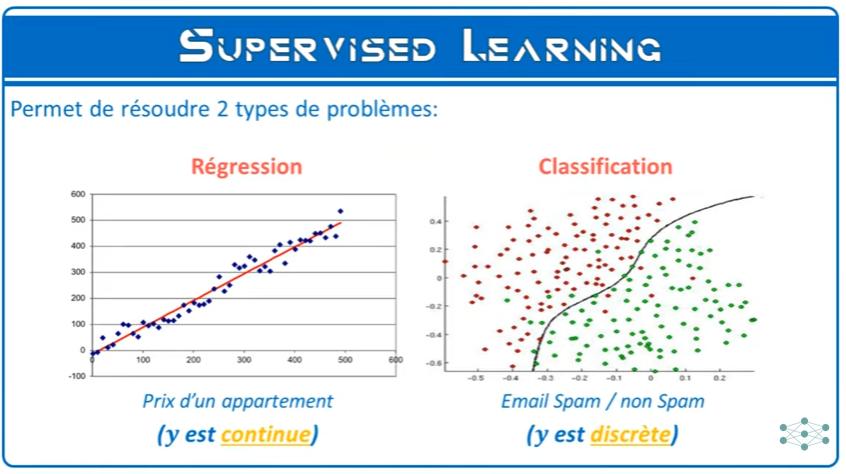 SUPERVISED LEARNING
Permet de résoudre 2 types de problèmes:
Régression
Classification
600
500
400
300
200
100
0
-100
0 100 200 300 400 500 600
0.4
0.2
0
-0.2
-0.4
-0.6
-0.5 -0.4 -0.3 -0.2 -0.1 0 0.1 0.2
Prix d'un appartement
(y est continue)
Email Spam / non Spam
(y est discrète)